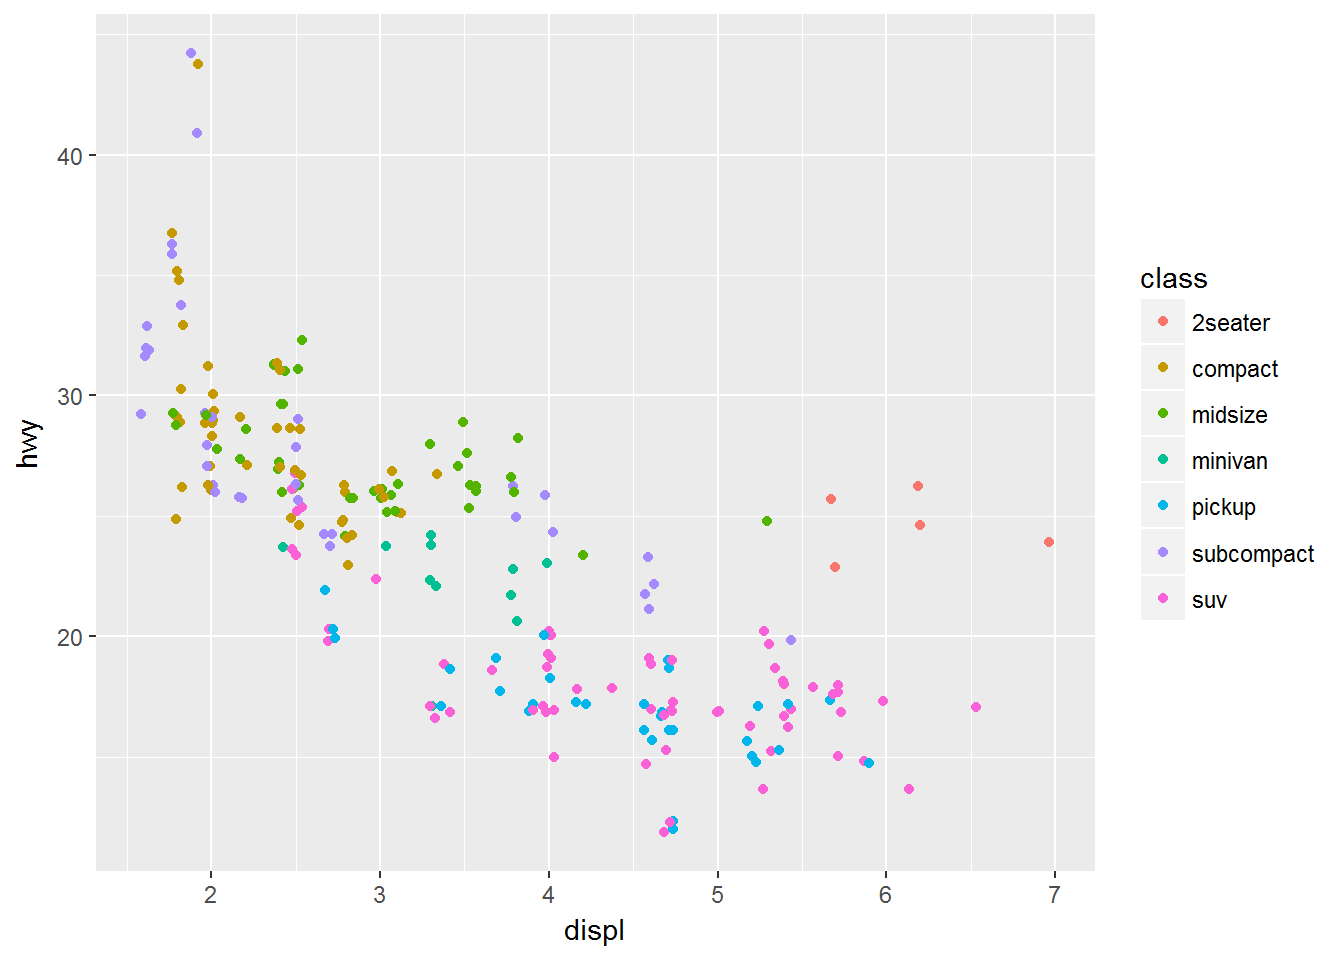 hwy
40
30
20
2 3 4 5 6 7
displ
class
2seater
compact
midsize
minivan
pickup
subcompact
suv